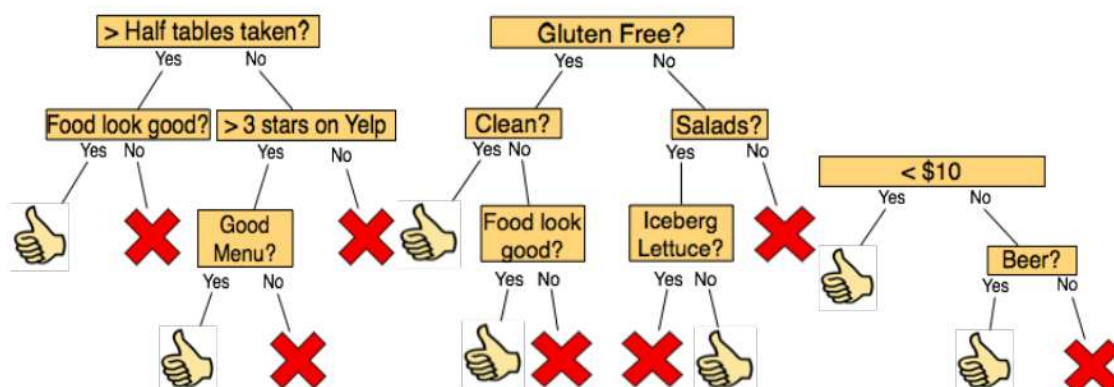 > Half tables taken?
Yes No
Food look good?
Yes No
> 3 stars on Yelp
Yes No
Good
Menu?
Yes No
Gluten Free?
Yes No
Clean?
Yes No
Food look
good?
Yes No
Salads?
Yes No
Iceberg
Lettuce?
Yes No
< $10
Yes No
Beer?
Yes No